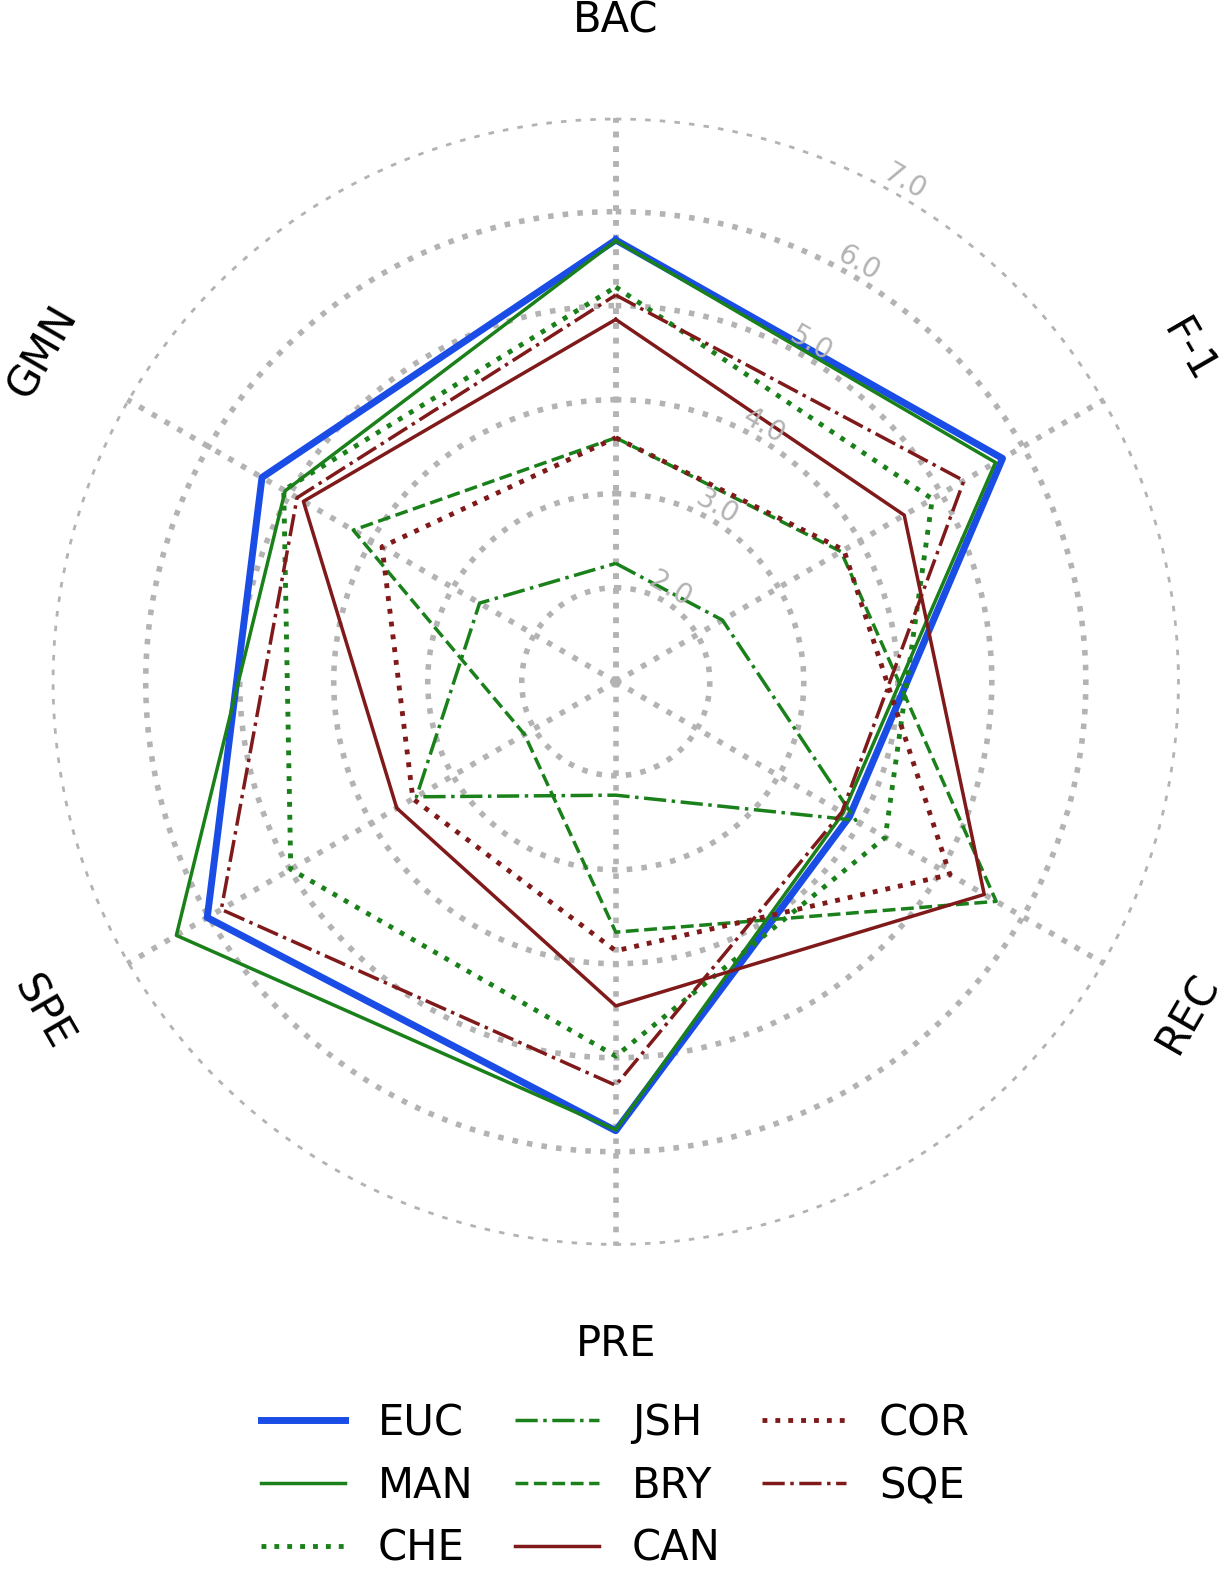 BAC
7.0
6.0
5.0
4.0
3.0
2.0
GMN
F-1
SPE
REC
PRE
EUC JSH COR
MAN BRY SQE
CHE CAN